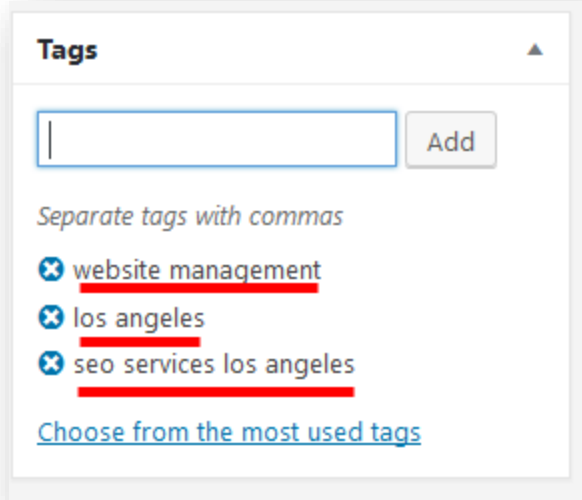 Tags
Add
Separate tags with commas
website management
los angeles
seo services los angeles
Choose from the most used tags